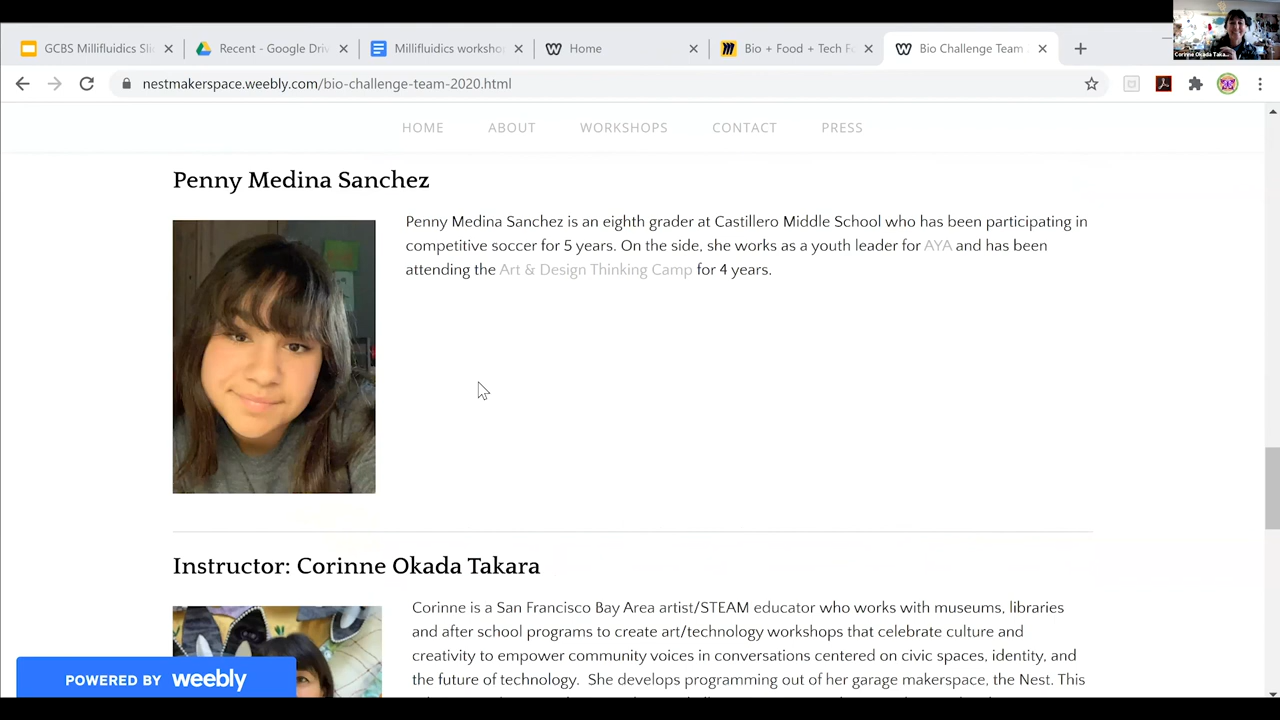 GCBS Millifluidics Sli
Recent - Google Driv
Millifluidics worksho
Home
Bio + Food + Tech F
Bio Challenge Team
nestmakerspace.weebly.com/bio-challenge-team-2020.html
Corinne Okada Taka...
HOME
ABOUT
WORKSHOPS
CONTACT
PRESS
Penny Medina Sanchez
Penny Medina Sanchez is an eighth grader at Castillero Middle School who has been participating in
competitive soccer for 5 years. On the side, she works as a youth leader for AYA and has been
attending the Art & Design Thinking Camp for 4 years.
Instructor: Corinne Okada Takara
Corinne is a San Francisco Bay Area artist/STEAM educator who works with museums, libraries
and after school programs to create art/technology workshops that celebrate culture and
creativity to empower community voices in conversations centered on civic spaces, identity, and
the future of technology. She develops programming out of her garage makerspace, the Nest. This
POWERED BY weebly